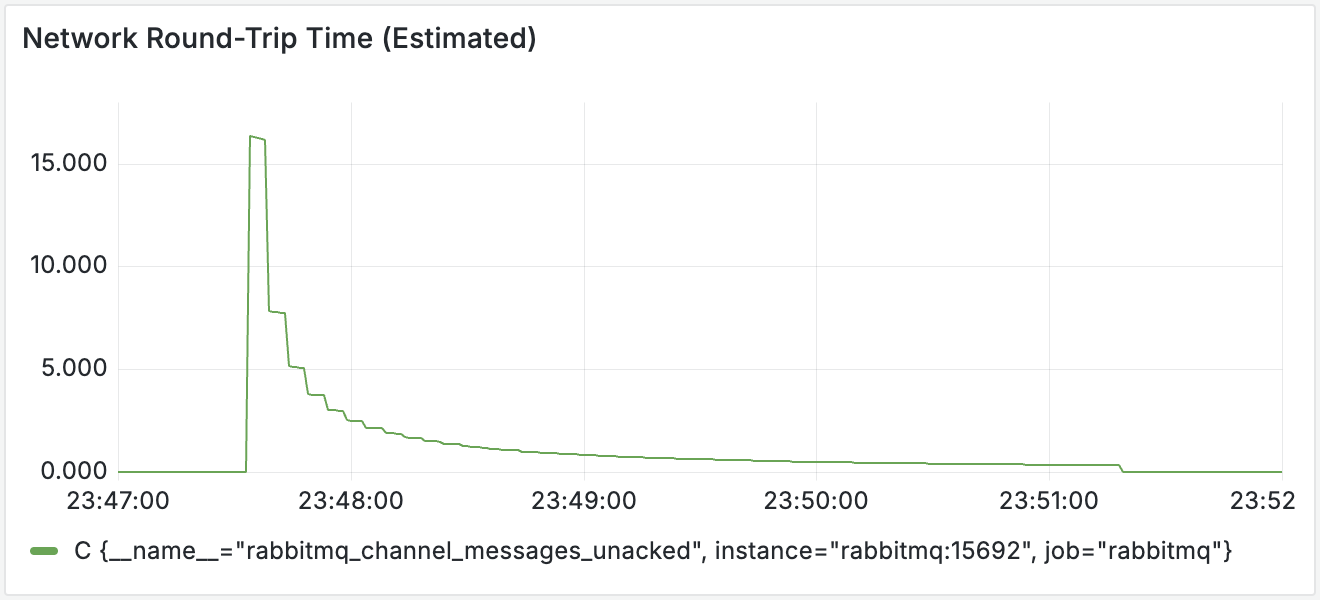 Network Round-Trip Time (Estimated)
15.000
10.000
5.000
0.000
23:47:00 23:48:00 23:49:00 23:50:00 23:51:00 23:52
C {__name__="rabbitmq_channel_messages_unacked", instance="rabbitmq:15692", job="rabbitmq"}